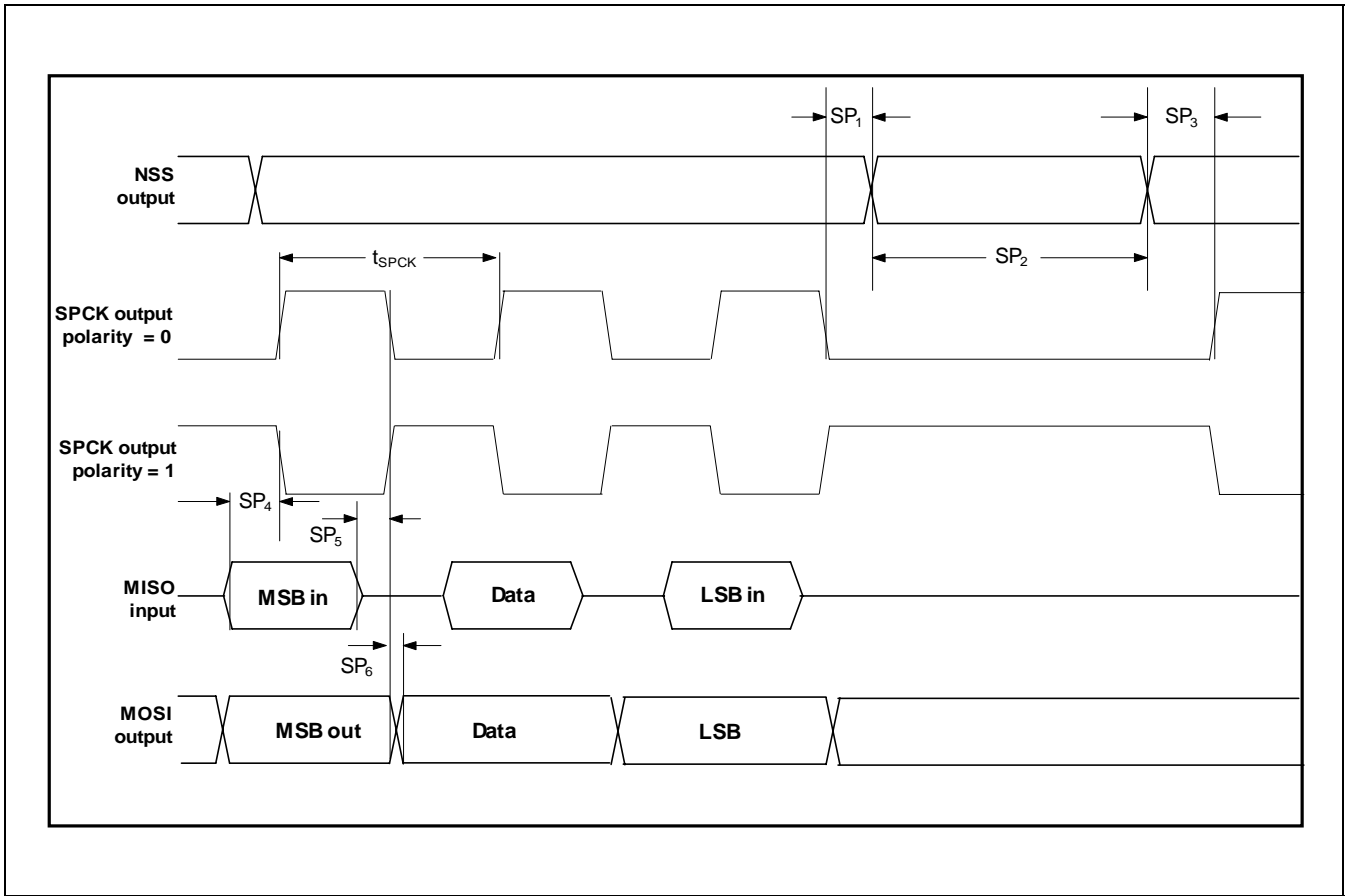 SP₁
SP₃
NSS
output
SP₂
tSPCK
SPCK output
polarity = 0
SPCK output
polarity = 1
SP₄
SP₅
MISO
input
MSB in
Data
LSB in
SP₆
MOSI
output
MSB out
Data
LSB